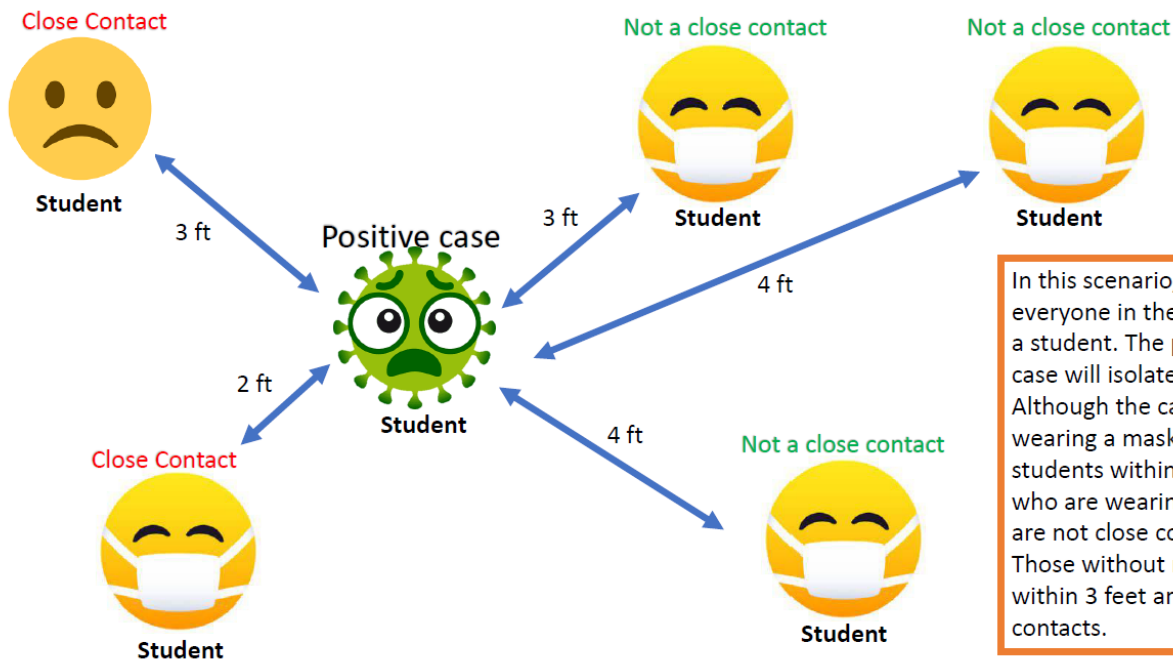 Close Contact
Not a close contact
Not a close contact
Student
Student
Student
3 ft
3 ft
4 ft
Positive case
Student
2 ft
4 ft
Close Contact
Not a close contact
Student
Student
In this scenario,
everyone in the
a student. The
case will isolate
Although the
wearing a mask
students within
who are wearin
are not close
Those without
within 3 feet
contacts.